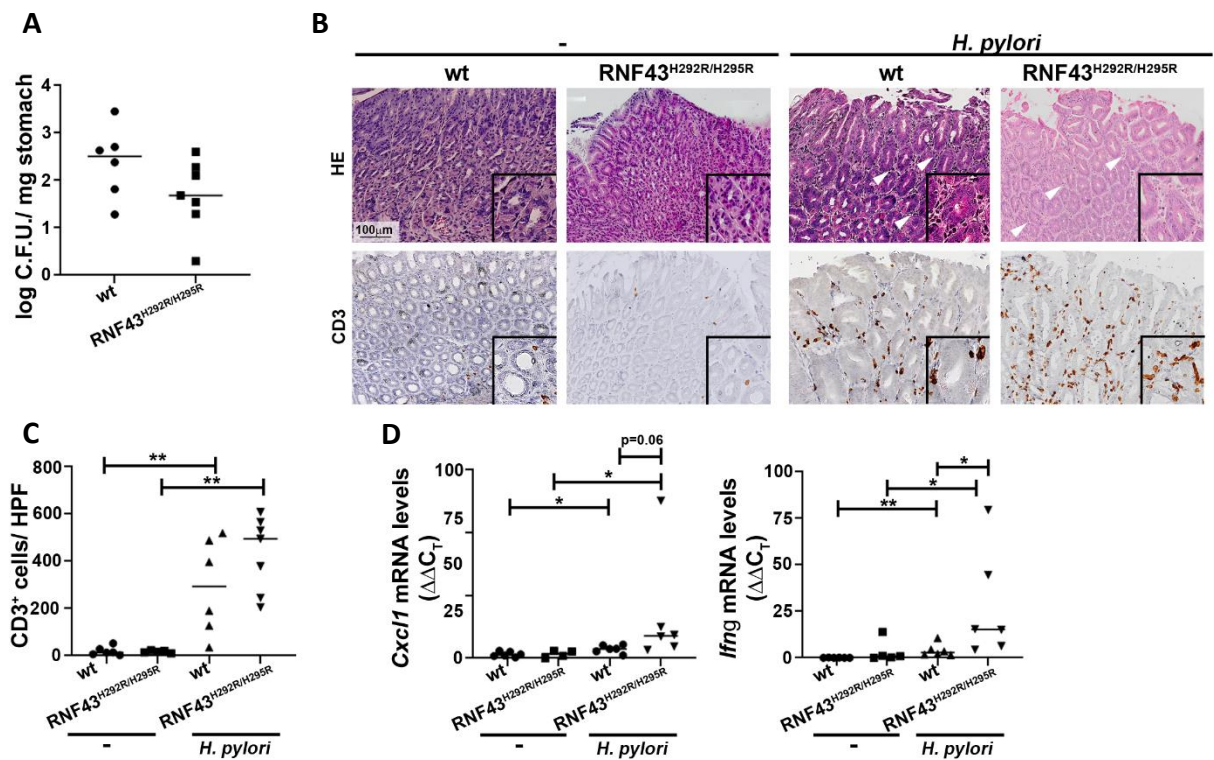 A
log C.F.U./ mg stomach
4
3
2
1
0
wt
RNF43H292R/H295R
B
-
H. pylori
wt
RNF43H292R/H295R
wt
RNF43H292R/H295R
HE
100µm
CD3
C
CD3+ cells/ HPF
800
600
400
200
0
**
**
wt
RNF43H292R/H295R
wt
RNF43H292R/H295R
-
H. pylori
D
Cxcl1 mRNA levels
(ΔΔCT)
100
75
50
25
0
p=0.06
*
*
wt
RNF43H292R/H295R
wt
RNF43H292R/H295R
-
H. pylori
Ifng mRNA levels
(ΔΔCT)
100
75
50
25
0
*
*
**
wt
RNF43H292R/H295R
wt
RNF43H292R/H295R
-
H. pylori